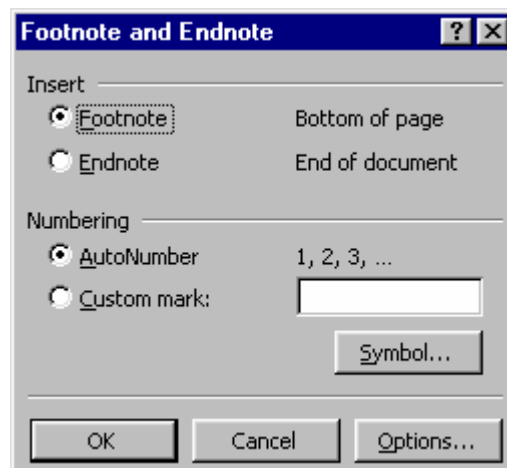 Footnote and Endnote
Insert
Footnote Bottom of page
Endnote End of document
Numbering
AutoNumber 1, 2, 3, ...
Custom mark:
Symbol...
OK Cancel Options...